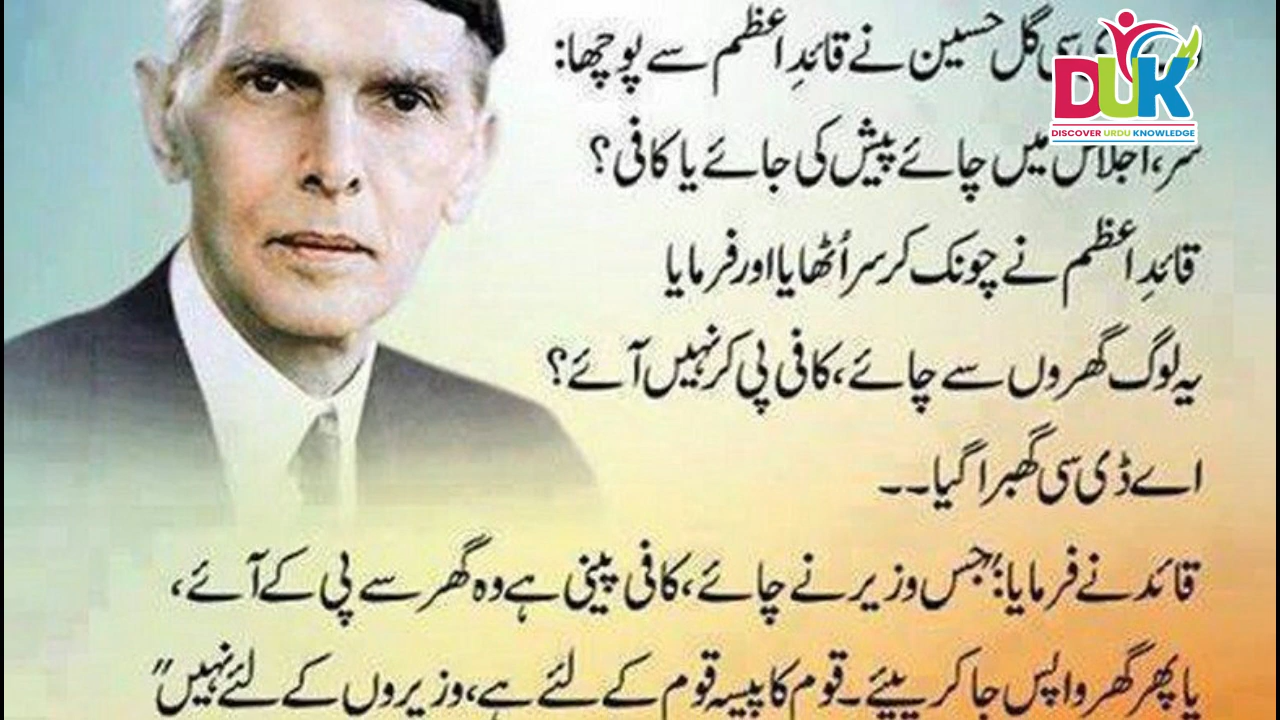 سی گل حسین نے قائدِ اعظم سے پوچھا:
DUK
DISCOVER URDU KNOWLEDGE
سر، اجلاس میں چائے پیش کی جائے یا کافی؟
قائدِ اعظم نے چونک کر سر اُٹھایا اور فرمایا
یہ لوگ گھروں سے چائے، کافی پی کر نہیں آئے؟
اے ڈی سی گھبرا گیا۔۔
قائد نے فرمایا: "جس وزیر نے چائے، کافی پینی ہے وہ گھر سے پی کے آئے،
یا پھر گھر واپس جا کر پیئے۔ قوم کا پیسہ قوم کے لئے ہے، وزیروں کے لئے نہیں"